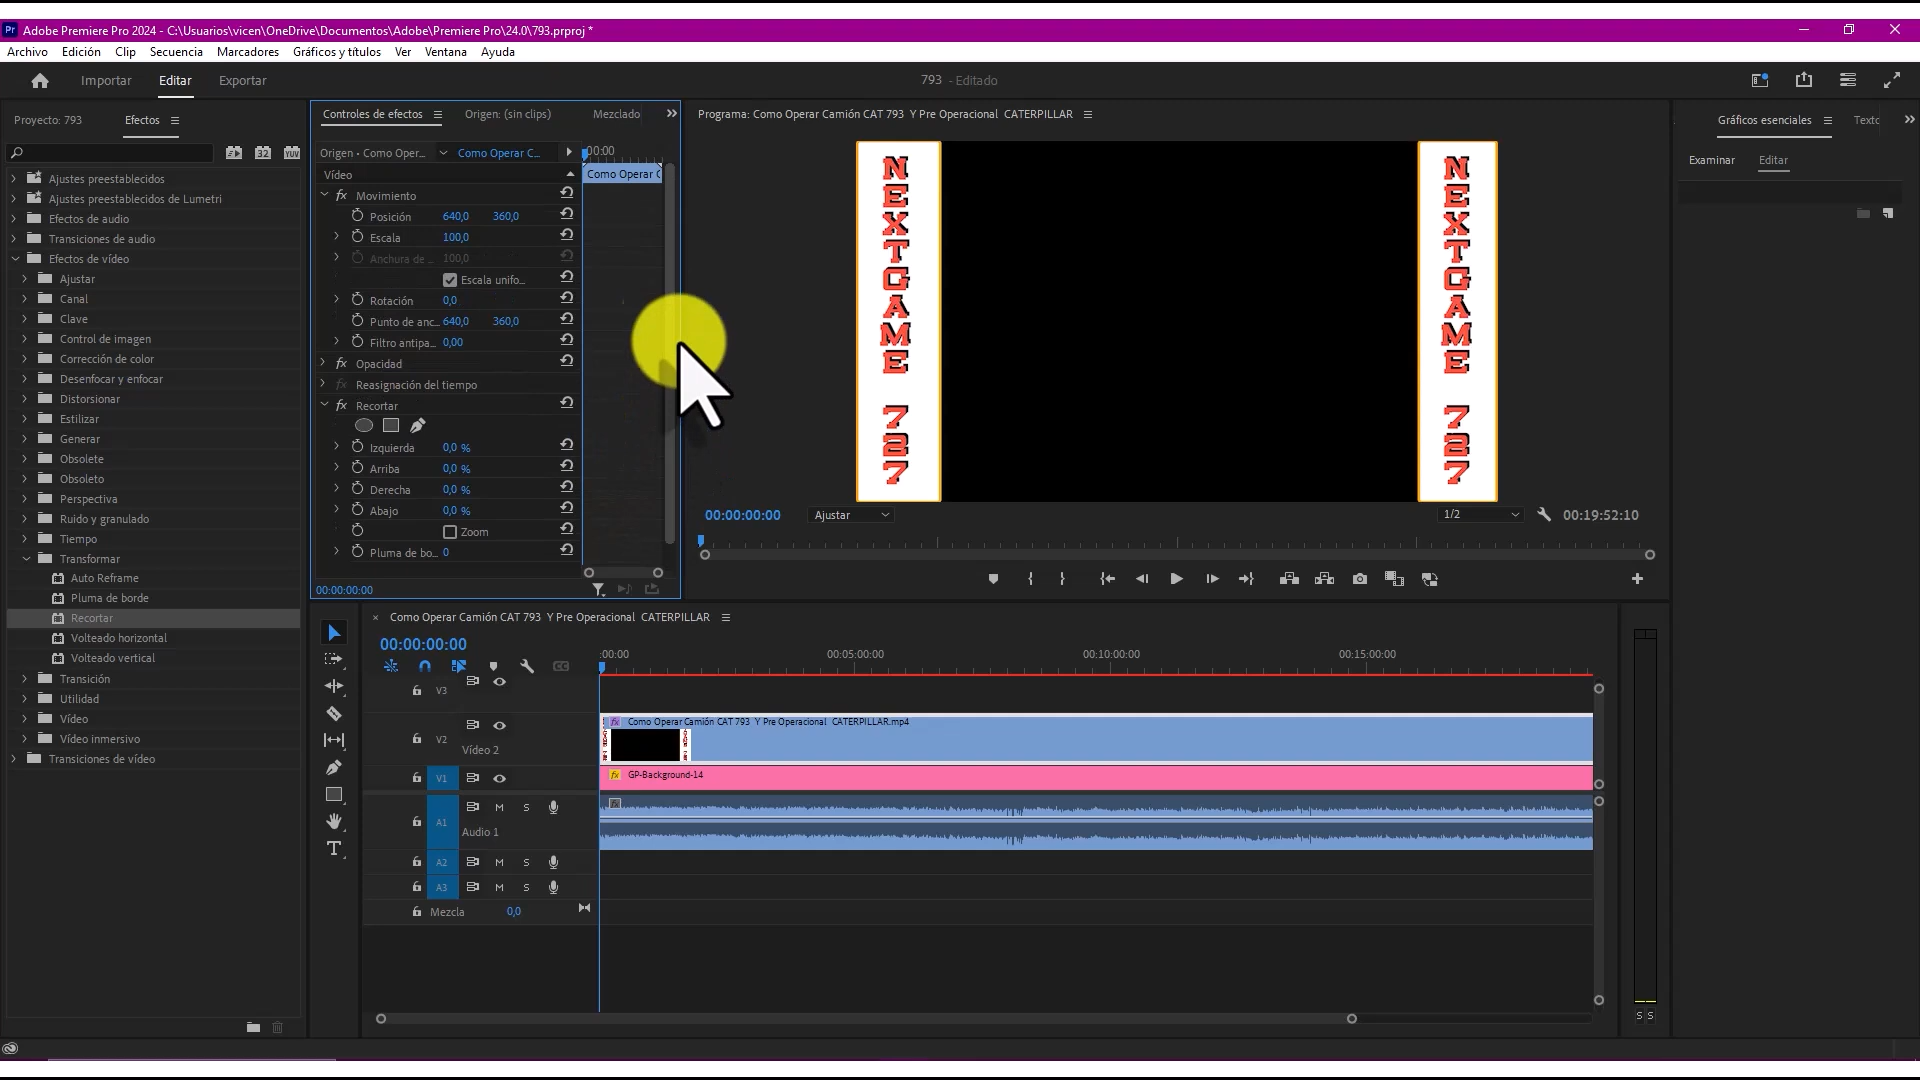 Adobe Premiere Pro 2024 - C:\Usuarios\vicen\OneDrive\Documentos\Adobe\Premiere Pro\24.0\793.prproj *
Archivo Edición Clip Secuencia Marcadores Gráficos y títulos Ver Ventana Ayuda
Importar Editar Exportar
793 - Editado
Proyecto: 793 Efectos
32 YUV
Ajustes preestablecidos
Ajustes preestablecidos de Lumetri
Efectos de audio
Transiciones de audio
Efectos de vídeo
Ajustar
Canal
Clave
Control de imagen
Corrección de color
Desenfocar y enfocar
Distorsionar
Estilizar
Generar
Obsolete
Obsoleto
Perspectiva
Ruido y granulado
Tiempo
Transformar
Auto Reframe
Pluma de borde
Recortar
Volteado horizontal
Volteado vertical
Transición
Utilidad
Vídeo
Vídeo inmersivo
Transiciones de vídeo
Controles de efectos Origen: (sin clips) Mezclado
Origen • Como Oper... Como Operar C... :00:00
Vídeo Como Operar C
fx Movimiento
Posición 640,0 360,0
Escala 100,0
Anchura de ... 100,0
Escala unifo...
Rotación 0,0
Punto de anc... 640,0 360,0
Filtro antipa... 0,00
fx Opacidad
fx Reasignación del tiempo
fx Recortar
Izquierda 0,0 %
Arriba 0,0 %
Derecha 0,0 %
Abajo 0,0 %
Zoom
Pluma de bo... 0
00:00:00:00
Programa: Como Operar Camión CAT 793 Y Pre Operacional CATERPILLAR
NEXTGAME 727
NEXTGAME 727
00:00:00:00 Ajustar 1/2 00:19:52:10
Gráficos esenciales Texto
Examinar Editar
Como Operar Camión CAT 793 Y Pre Operacional CATERPILLAR
00:00:00:00
:00:00 00:05:00:00 00:10:00:00 00:15:00:00
V3
V2 Vídeo 2
fx Como Operar Camión CAT 793 Y Pre Operacional CATERPILLAR.mp4
V1 fx GP-Background-14
A1 M S
Audio 1
A2 M S
A3 M S
Mezcla 0,0
S S